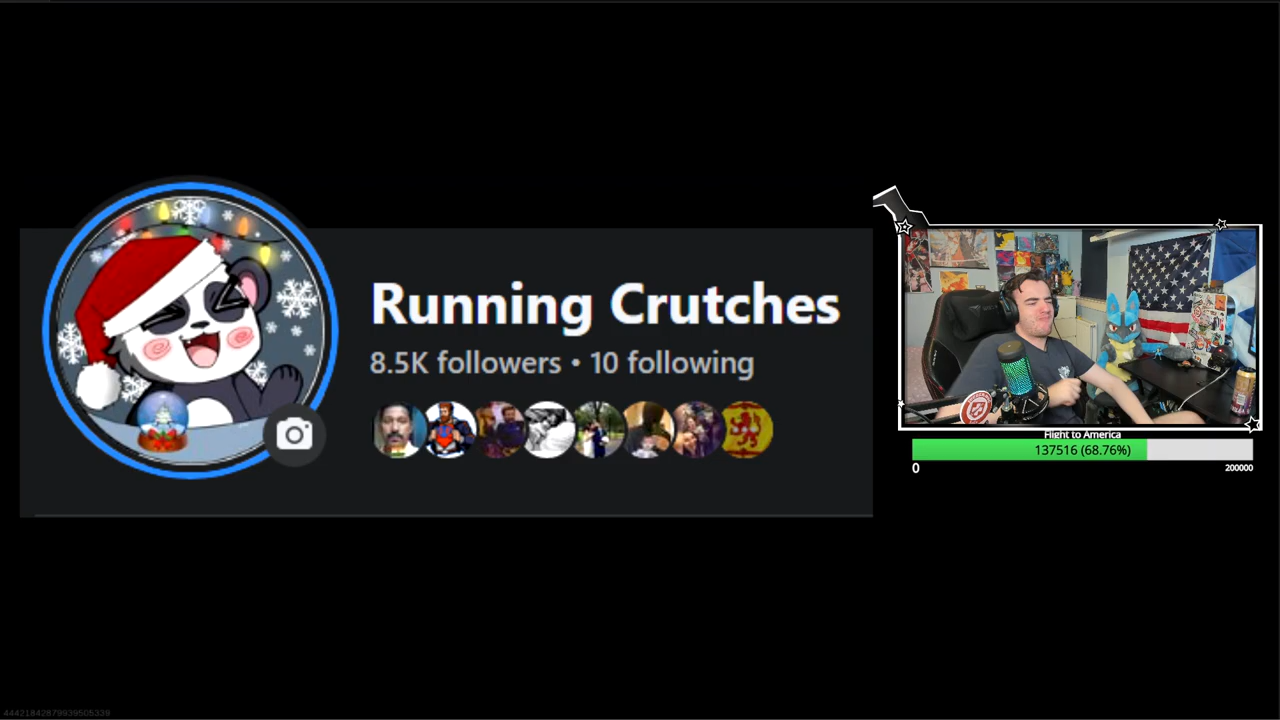 Running Crutches
8.5K followers • 10 following
Flight to America
137516 (68.76%)
0
200000